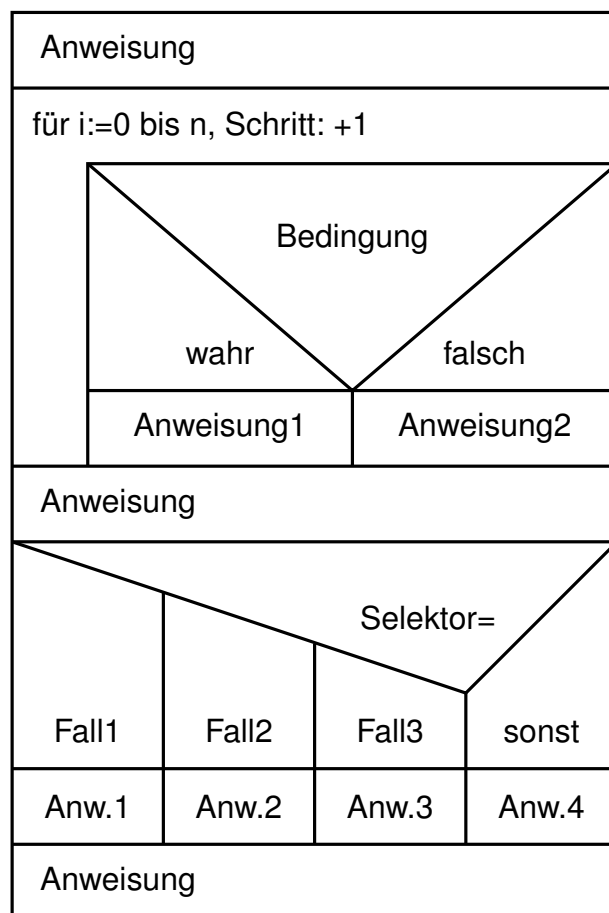 Anweisung
für i:=0 bis n, Schritt: +1
Bedingung
wahr falsch
Anweisung1 Anweisung2
Anweisung
Selektor=
Fall1 Fall2 Fall3 sonst
Anw.1 Anw.2 Anw.3 Anw.4
Anweisung